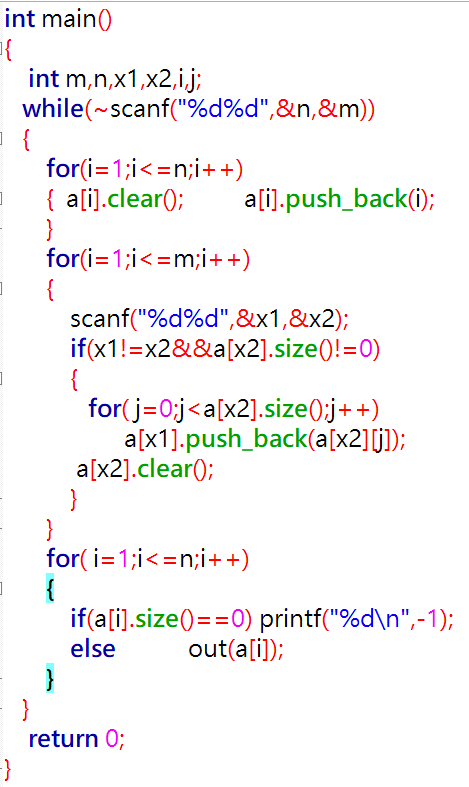 int main()
{
int m,n,x1,x2,i,j;
while(~scanf("%d%d",&n,&m))
{
for(i=1;i<=n;i++)
{ a[i].clear(); a[i].push_back(i);
}
for(i=1;i<=m;i++)
{
scanf("%d%d",&x1,&x2);
if(x1!=x2&&a[x2].size()!=0)
{
for( j=0;j<a[x2].size();j++)
a[x1].push_back(a[x2][j]);
a[x2].clear();
}
}
for( i=1;i<=n;i++)
{
if(a[i].size()==0) printf("%d\n",-1);
else out(a[i]);
}
}
return 0;
}